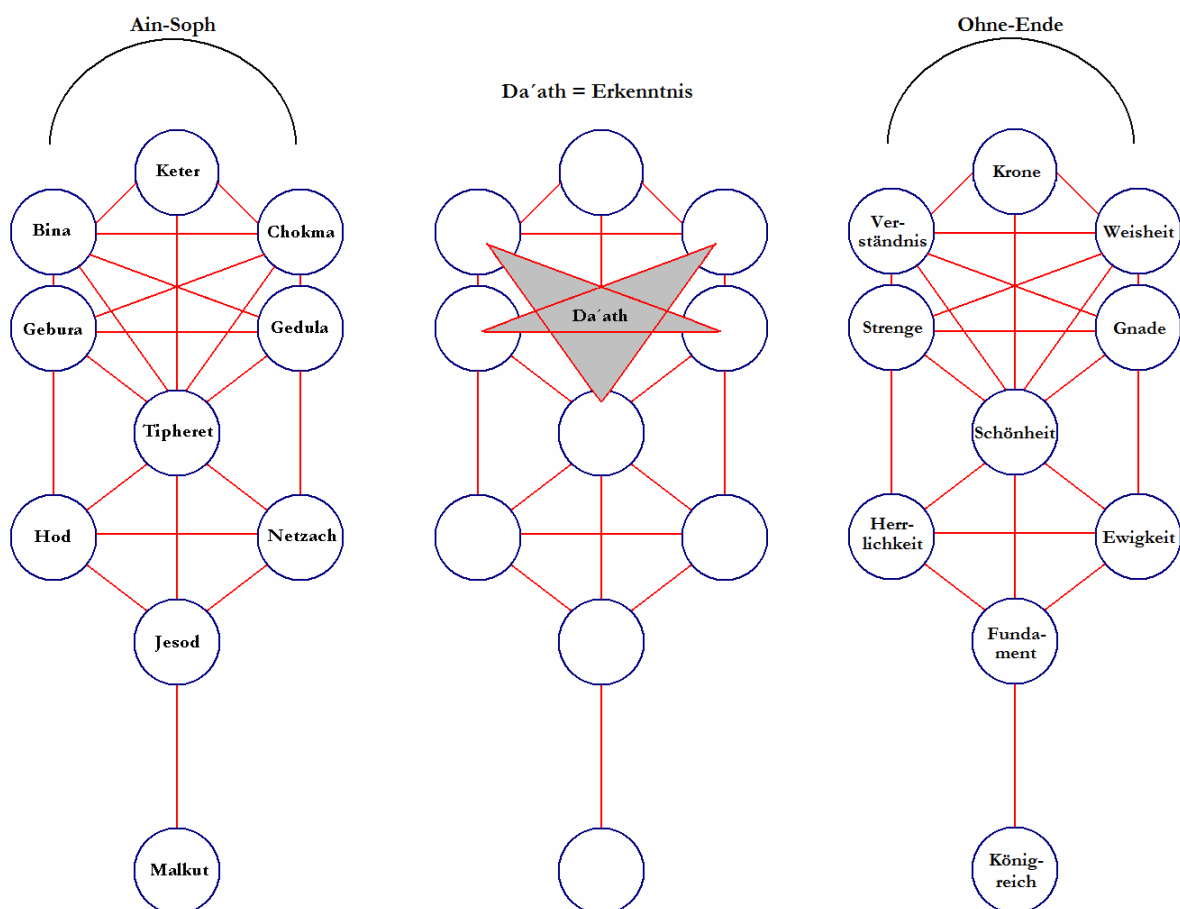 Ain-Soph
Keter
Bina
Chokma
Gebura
Gedula
Tipheret
Hod
Netzach
Jesod
Malkut
Da´ath = Erkenntnis
Da´ath
Ohne-Ende
Krone
Ver-
ständnis
Weisheit
Strenge
Gnade
Schönheit
Herr-
lichkeit
Ewigkeit
Funda-
ment
König-
reich